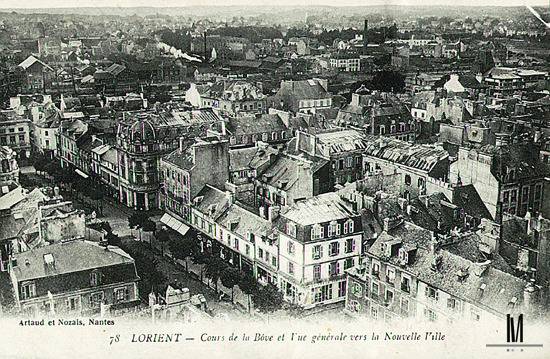 Artaud et Nozais, Nantes
78 LORIENT — Cours de la Bôve et Vue générale vers la Nouvelle Ville
M